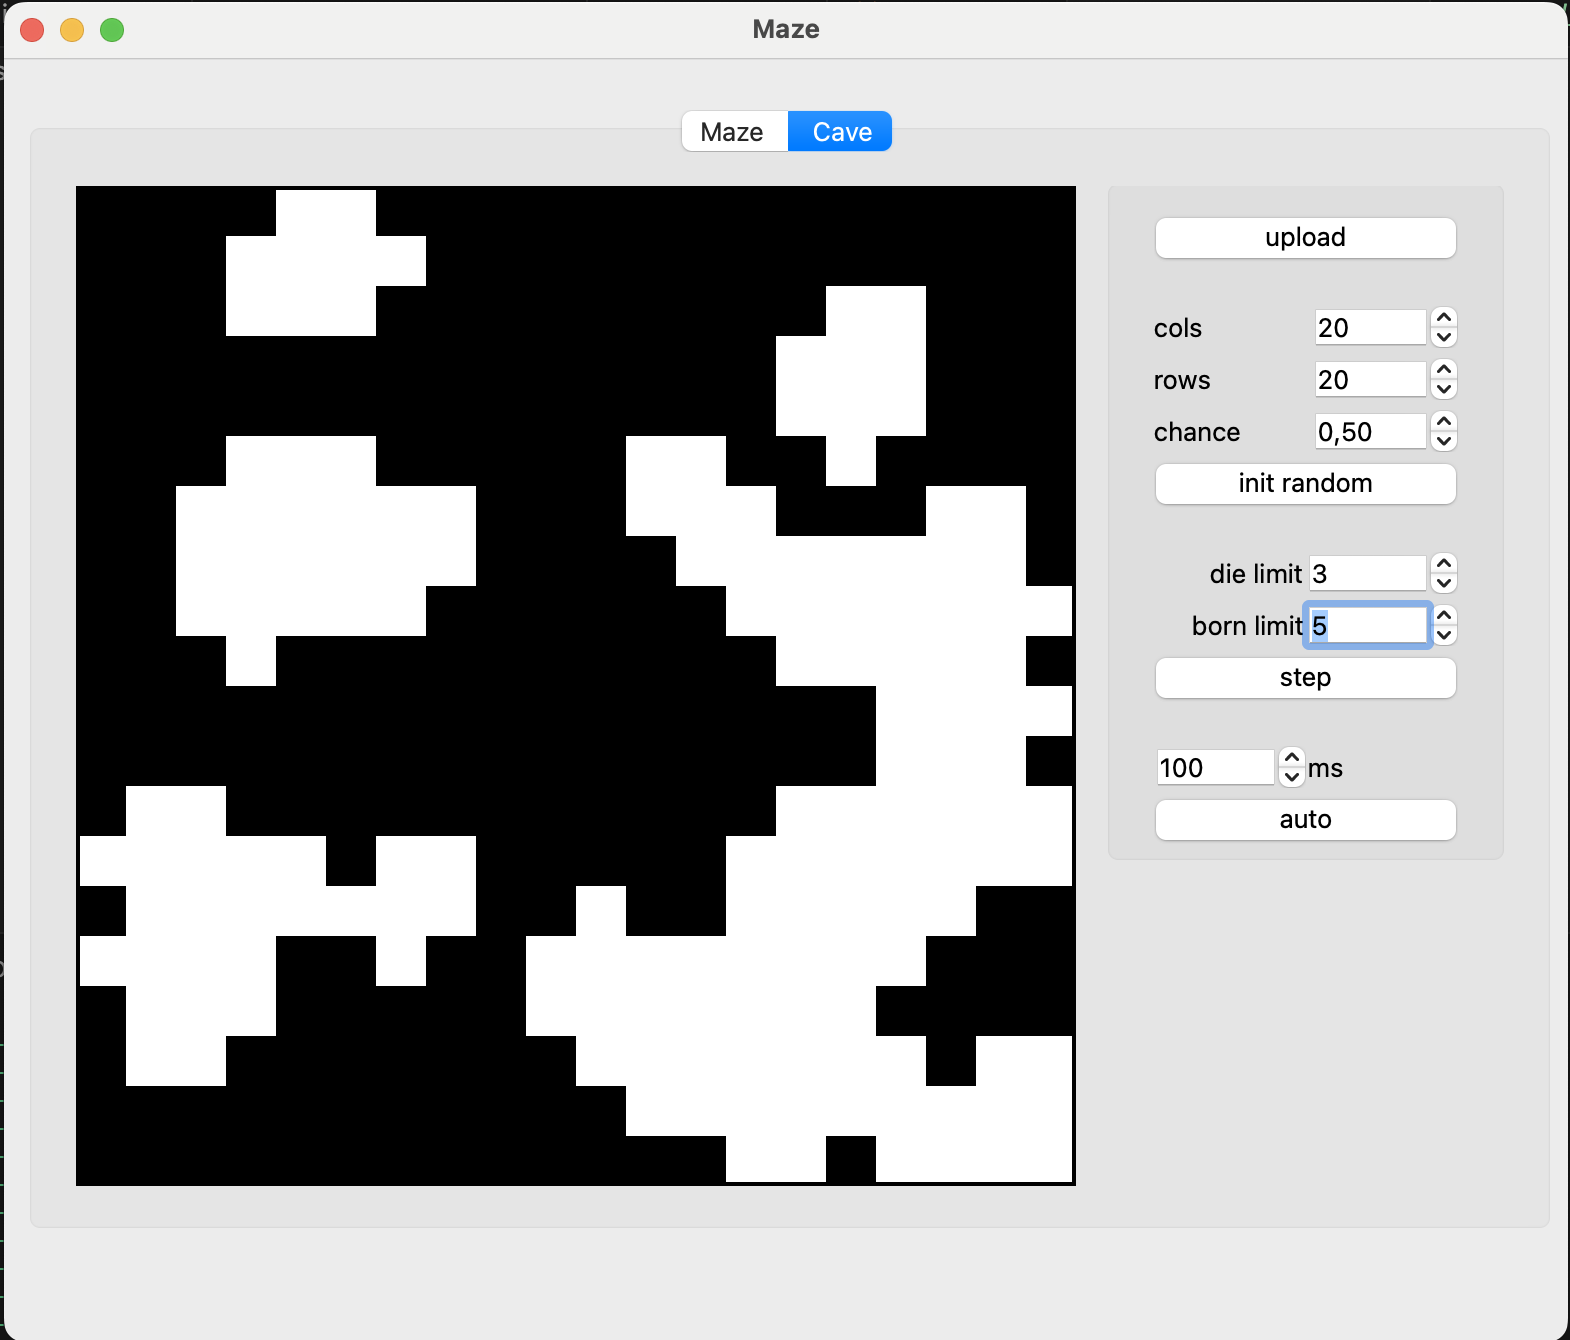 Maze
Maze Cave
upload
cols 20
rows 20
chance 0,50
init random
die limit 3
born limit 5
step
100 ms
auto